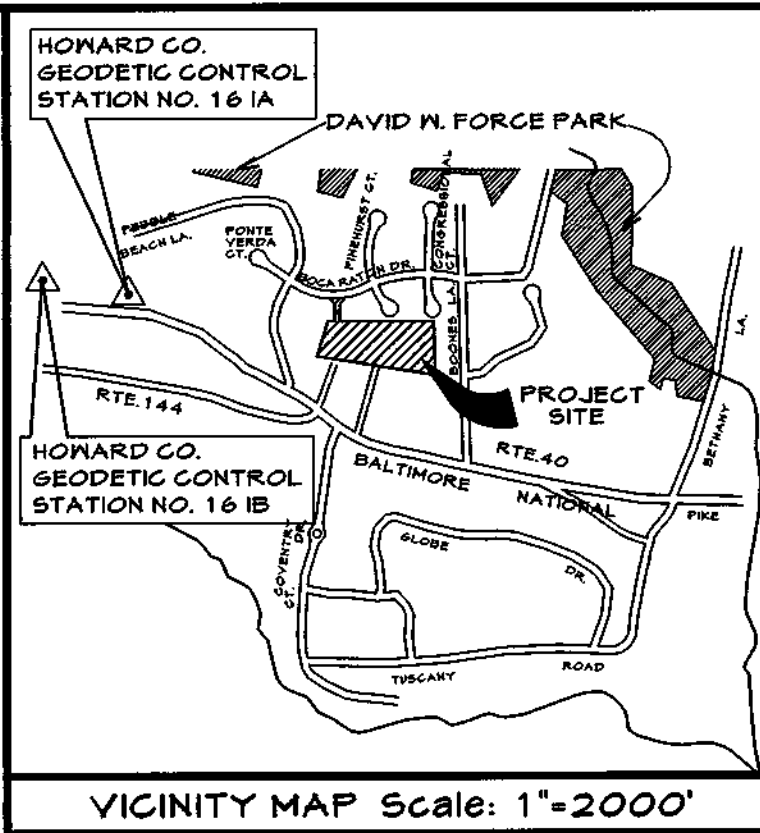 HOWARD CO.
GEODETIC CONTROL
STATION NO. 16 IA
DAVID W. FORCE PARK
PEBBLE
BEACH LA.
PONTE
VERDA
CT.
PINEHURST CT.
CONGRESSIONAL
CT.
BOCA RATON DR.
BOONES LA.
LA.
BETHANY
RTE. 144
PROJECT
SITE
HOWARD CO.
GEODETIC CONTROL
STATION NO. 16 IB
BALTIMORE
NATIONAL
PIKE
RTE. 40
COVENTRY
CT.
DR.
GLOBE
DR.
TUSCANY
ROAD
VICINITY MAP Scale: 1"=2000'